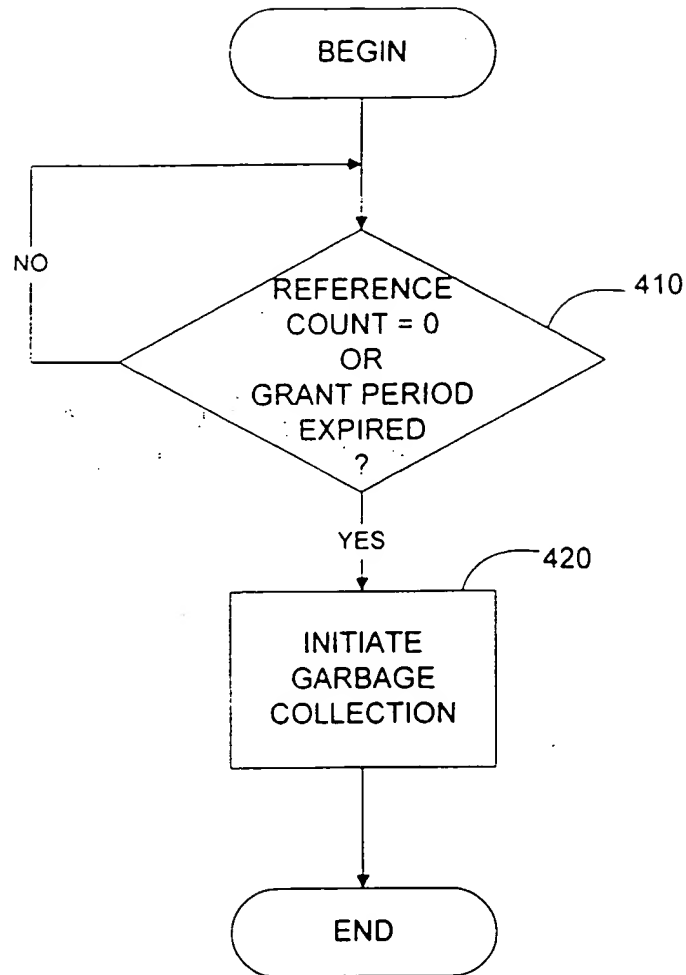 BEGIN
NO
REFERENCE
COUNT = 0
OR
GRANT PERIOD
EXPIRED
?
410
YES
420
INITIATE
GARBAGE
COLLECTION
END